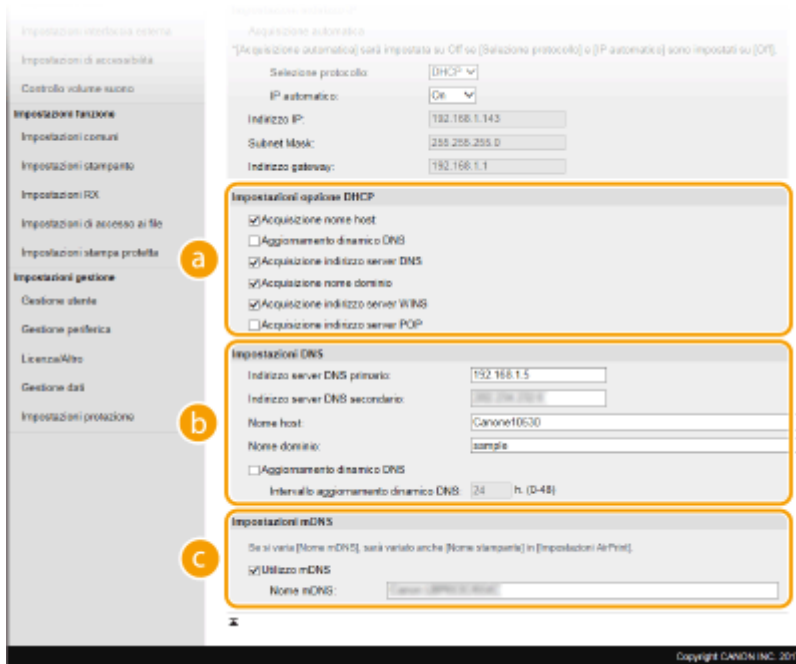 Impostazioni interfaccia esterna
Impostazioni di accessibilità
Controllo volume suono
Impostazioni funzione
Impostazioni comuni
Impostazioni stampante
Impostazioni RX
Impostazioni di accesso ai file
Impostazioni stampa protetta
Impostazioni gestione
Gestione utente
Gestione periferica
Licenza/Altro
Gestione dati
Impostazioni protezione
Acquisizione automatica
*[Acquisizione automatica] sarà impostata su Off se [Selezione protocollo] o [IP automatico] sono impostati su [Off].
Selezione protocollo: DHCP
IP automatico: On
Indirizzo IP: 192.168.1.143
Subnet Mask: 255.255.255.0
Indirizzo gateway: 192.168.1.1
a
Impostazioni opzione DHCP
Acquisizione nome host
Aggiornamento dinamico DNS
Acquisizione indirizzo server DNS
Acquisizione nome dominio
Acquisizione indirizzo server WINS
Acquisizione indirizzo server POP
b
Impostazioni DNS
Indirizzo server DNS primario: 192.168.1.5
Indirizzo server DNS secondario:
Nome host: Canone10630
Nome dominio: sample
Aggiornamento dinamico DNS
Intervallo aggiornamento dinamico DNS: 24 h. (0-48)
c
Impostazioni mDNS
Se si varia [Nome mDNS], sarà variato anche [Nome stampante] in [Impostazioni AirPrint].
Utilizzo mDNS
Nome mDNS:
Copyright CANON INC. 201